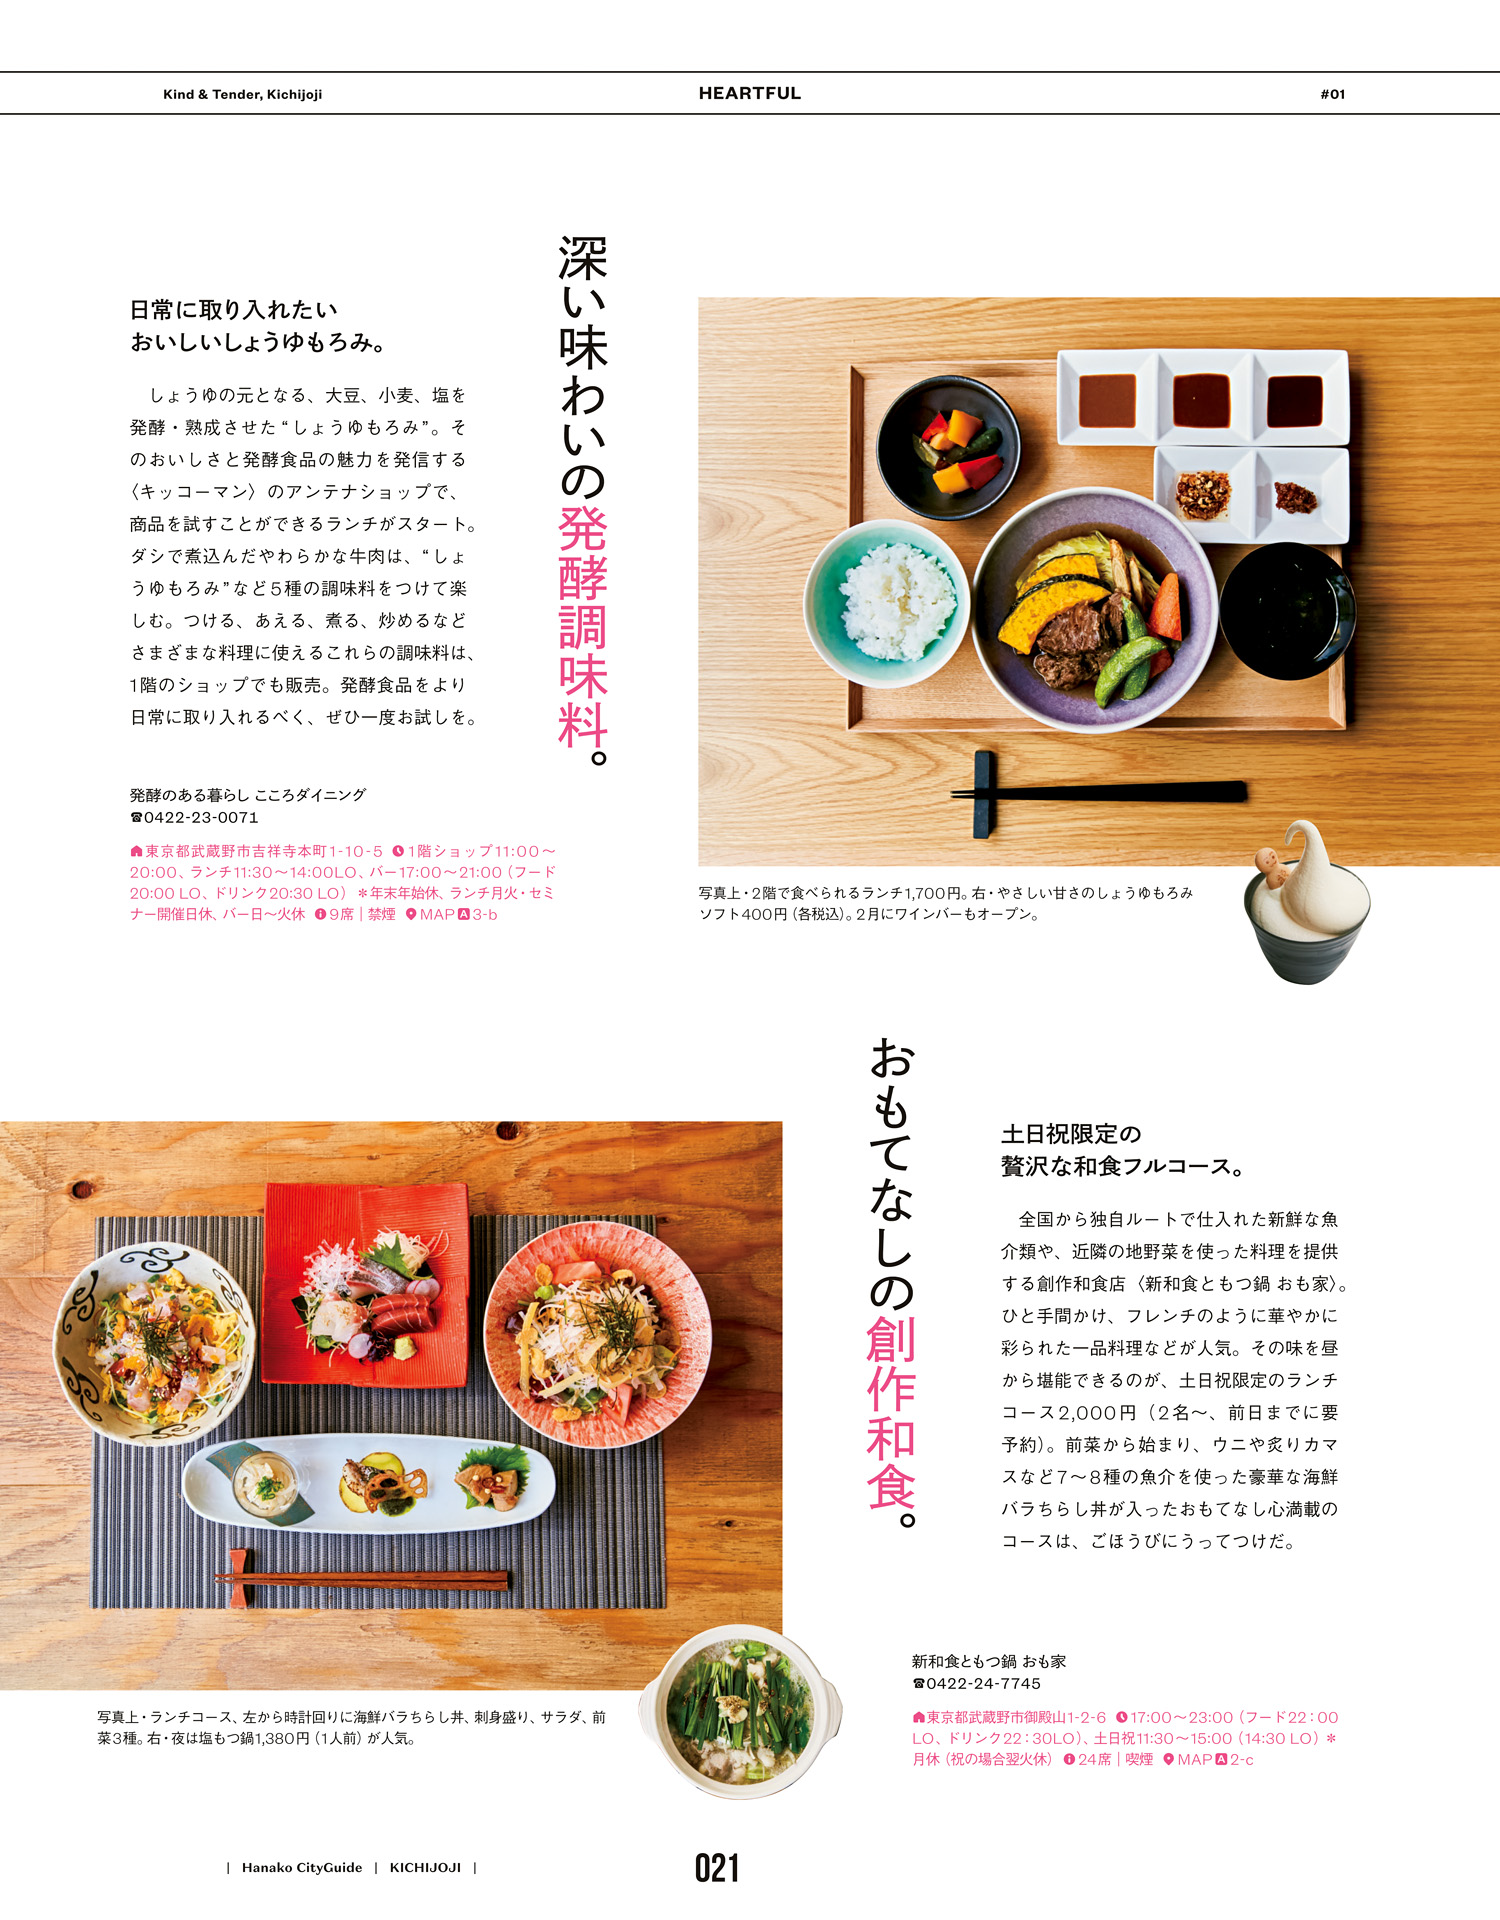 Kind & Tender, Kichijoji
HEARTFUL
#01
深い味わいの発酵調味料。
日常に取り入れたい
おいしいしょうゆもろみ。
しょうゆの元となる、大豆、小麦、塩を
発酵・熟成させた“しょうゆもろみ”。そ
のおいしさと発酵食品の魅力を発信する
〈キッコーマン〉のアンテナショップで、
商品を試すことができるランチがスタート。
ダシで煮込んだやわらかな牛肉は、“しょ
うゆもろみ”など5種の調味料をつけて楽
しむ。つける、あえる、煮る、炒めるなど
さまざまな料理に使えるこれらの調味料は、
1階のショップでも販売。発酵食品をより
日常に取り入れるべく、ぜひ一度お試しを。
発酵のある暮らし こころダイニング
☎0422-23-0071
東京都武蔵野市吉祥寺本町1-10-5 1階ショップ11:00〜
20:00、ランチ11:30〜14:00LO、バー17:00〜21:00（フード
20:00 LO、ドリンク20:30 LO）＊年末年始休、ランチ月火・セミ
ナー開催日休、バー日〜火休 9席｜禁煙 MAP A 3-b
写真上・2階で食べられるランチ1,700円。右・やさしい甘さのしょうゆもろみ
ソフト400円（各税込）。2月にワインバーもオープン。
おもてなしの創作和食。
土日祝限定の
贅沢な和食フルコース。
全国から独自ルートで仕入れた新鮮な魚
介類や、近隣の地野菜を使った料理を提供
する創作和食店〈新和食ともつ鍋 おも家〉。
ひと手間かけ、フレンチのように華やかに
彩られた一品料理などが人気。その味を昼
から堪能できるのが、土日祝限定のランチ
コース2,000円（2名〜、前日までに要
予約）。前菜から始まり、ウニや炙りカマ
スなど7〜8種の魚介を使った豪華な海鮮
バラちらし丼が入ったおもてなし心満載の
コースは、ごほうびにうってつけだ。
新和食ともつ鍋 おも家
☎0422-24-7745
東京都武蔵野市御殿山1-2-6 17:00〜23:00（フード22：00
LO、ドリンク22：30LO）、土日祝11:30〜15:00（14:30 LO）＊
月休（祝の場合翌火休） 24席｜喫煙 MAP A 2-c
写真上・ランチコース、左から時計回りに海鮮バラちらし丼、刺身盛り、サラダ、前
菜3種。右・夜は塩もつ鍋1,380円（1人前）が人気。
| Hanako CityGuide | KICHIJOJI |
021